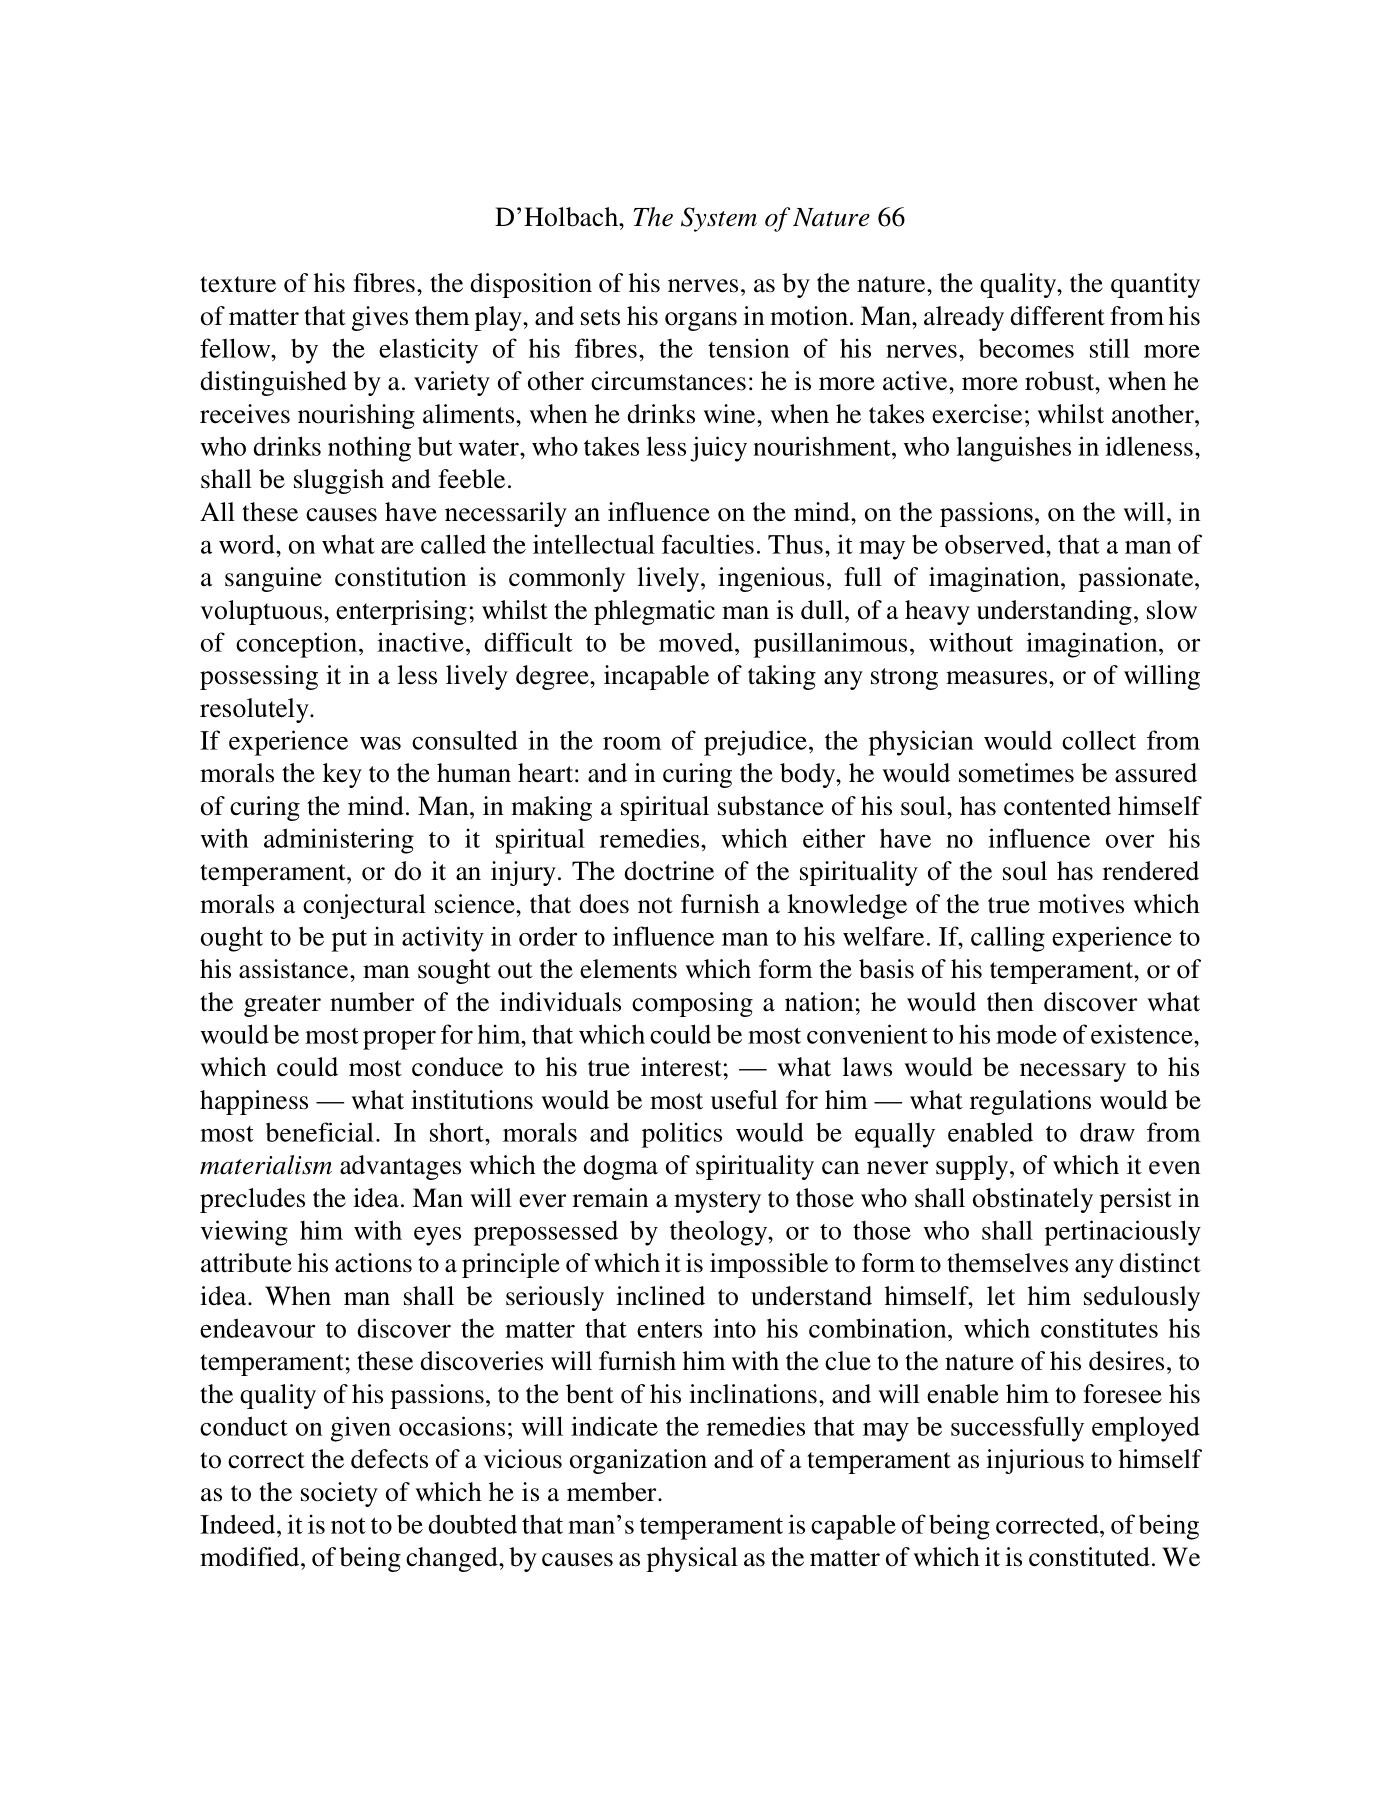 D’Holbach, The System of Nature 66
texture of his fibres, the disposition of his nerves, as by the nature, the quality, the quantity
of matter that gives them play, and sets his organs in motion. Man, already different from his
fellow, by the elasticity of his fibres, the tension of his nerves, becomes still more
distinguished by a. variety of other circumstances: he is more active, more robust, when he
receives nourishing aliments, when he drinks wine, when he takes exercise; whilst another,
who drinks nothing but water, who takes less juicy nourishment, who languishes in idleness,
shall be sluggish and feeble.
All these causes have necessarily an influence on the mind, on the passions, on the will, in
a word, on what are called the intellectual faculties. Thus, it may be observed, that a man of
a sanguine constitution is commonly lively, ingenious, full of imagination, passionate,
voluptuous, enterprising; whilst the phlegmatic man is dull, of a heavy understanding, slow
of conception, inactive, difficult to be moved, pusillanimous, without imagination, or
possessing it in a less lively degree, incapable of taking any strong measures, or of willing
resolutely.
If experience was consulted in the room of prejudice, the physician would collect from
morals the key to the human heart: and in curing the body, he would sometimes be assured
of curing the mind. Man, in making a spiritual substance of his soul, has contented himself
with administering to it spiritual remedies, which either have no influence over his
temperament, or do it an injury. The doctrine of the spirituality of the soul has rendered
morals a conjectural science, that does not furnish a knowledge of the true motives which
ought to be put in activity in order to influence man to his welfare. If, calling experience to
his assistance, man sought out the elements which form the basis of his temperament, or of
the greater number of the individuals composing a nation; he would then discover what
would be most proper for him, that which could be most convenient to his mode of existence,
which could most conduce to his true interest; — what laws would be necessary to his
happiness — what institutions would be most useful for him — what regulations would be
most beneficial. In short, morals and politics would be equally enabled to draw from
materialism advantages which the dogma of spirituality can never supply, of which it even
precludes the idea. Man will ever remain a mystery to those who shall obstinately persist in
viewing him with eyes prepossessed by theology, or to those who shall pertinaciously
attribute his actions to a principle of which it is impossible to form to themselves any distinct
idea. When man shall be seriously inclined to understand himself, let him sedulously
endeavour to discover the matter that enters into his combination, which constitutes his
temperament; these discoveries will furnish him with the clue to the nature of his desires, to
the quality of his passions, to the bent of his inclinations, and will enable him to foresee his
conduct on given occasions; will indicate the remedies that may be successfully employed
to correct the defects of a vicious organization and of a temperament as injurious to himself
as to the society of which he is a member.
Indeed, it is not to be doubted that man’s temperament is capable of being corrected, of being
modified, of being changed, by causes as physical as the matter of which it is constituted. We